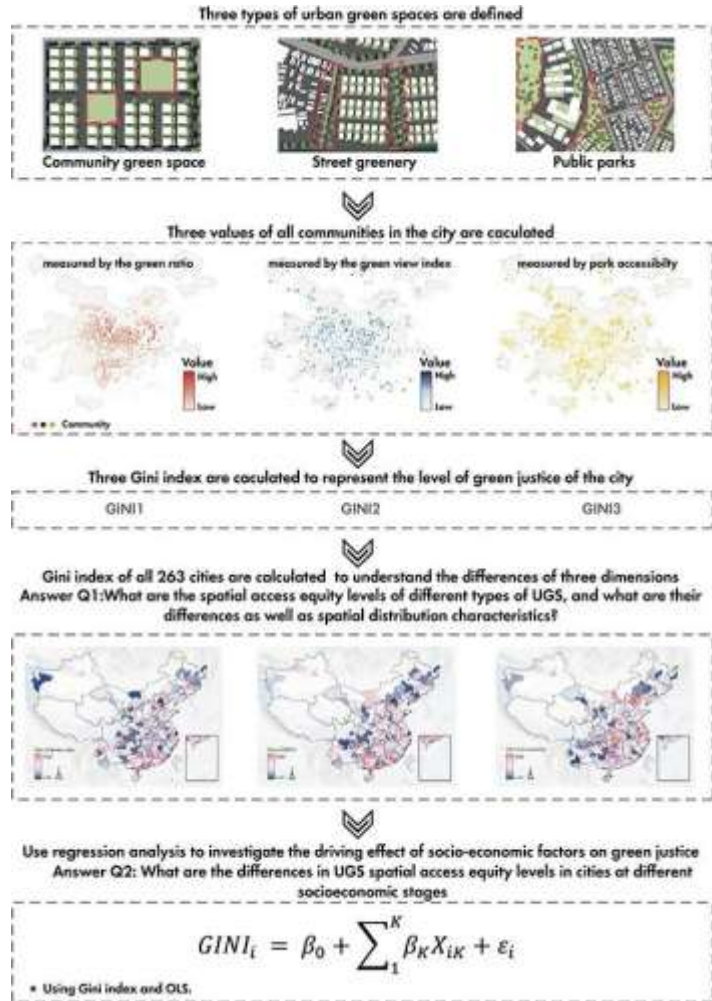 Three types of urban green spaces are defined
Community green space
Street greenery
Public parks
Three values of all communities in the city are caculated
measured by the green ratio
measured by the green view index
measured by park accessibilty
Value
High
Low
Value
High
Low
Value
High
Low
Community
Three Gini index are caculated to represent the level of green justice of the city
GINI1
GINI2
GINI3
Gini index of all 263 cities are calculated to understand the differences of three dimensions
Answer Q1:What are the spatial access equity levels of different types of UGS, and what are their
differences as well as spatial distribution characteristics?
Use regression analysis to investigate the driving effect of socio-economic factors on green justice
Answer Q2: What are the differences in UGS spatial access equity levels in cities at different
socioeconomic stages
GINI_i = β_0 + ∑_1^K β_K X_{iK} + ε_i
* Using Gini index and OLS.